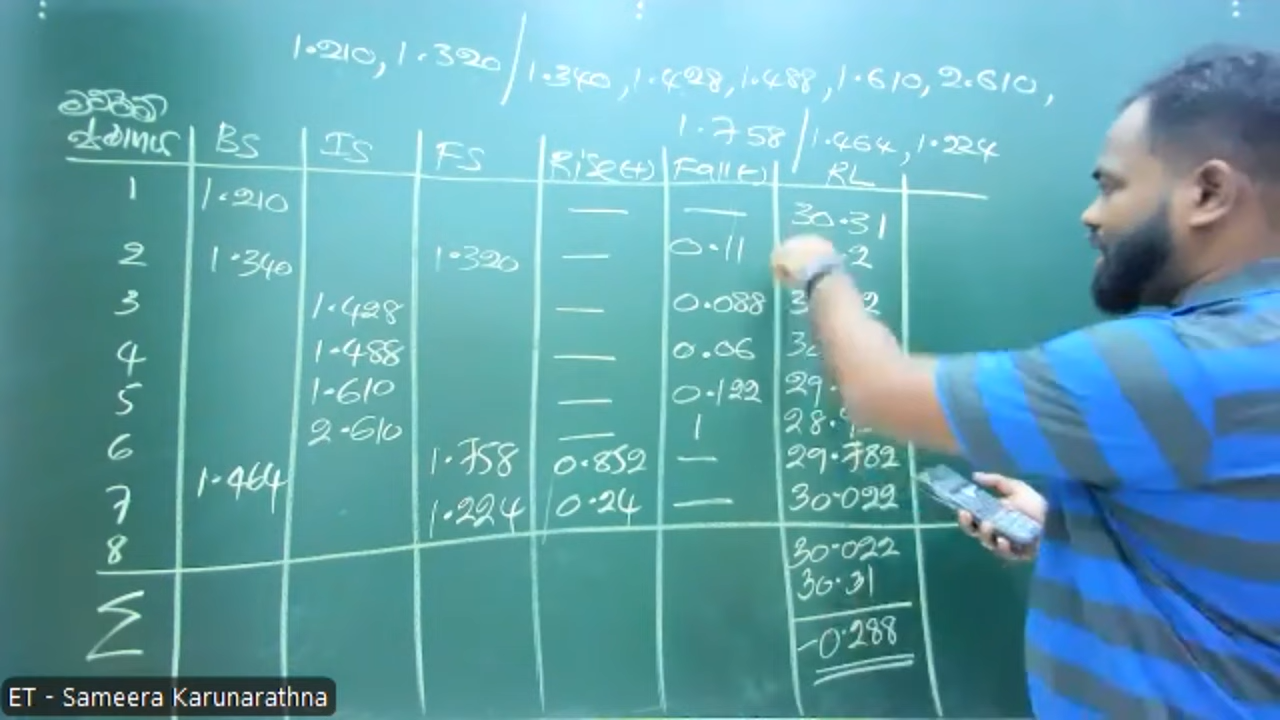 1.210, 1.320 / 1.340, 1.428, 1.488, 1.610, 2.610,
1.758 / 1.464, 1.224
BS IS FS Rise(+) Fall(-) RL
1 1.210 — — 30.31
2 1.340 1.320 — 0.11 .2
3 1.428 — 0.088
4 1.488 — 0.06
5 1.610 — 0.122 29.
6 2.610 — 1 28.
7 1.464 1.758 0.852 — 29.782
8 1.224 0.24 — 30.022
30.022
30.31
Σ -0.288
ET - Sameera Karunarathna